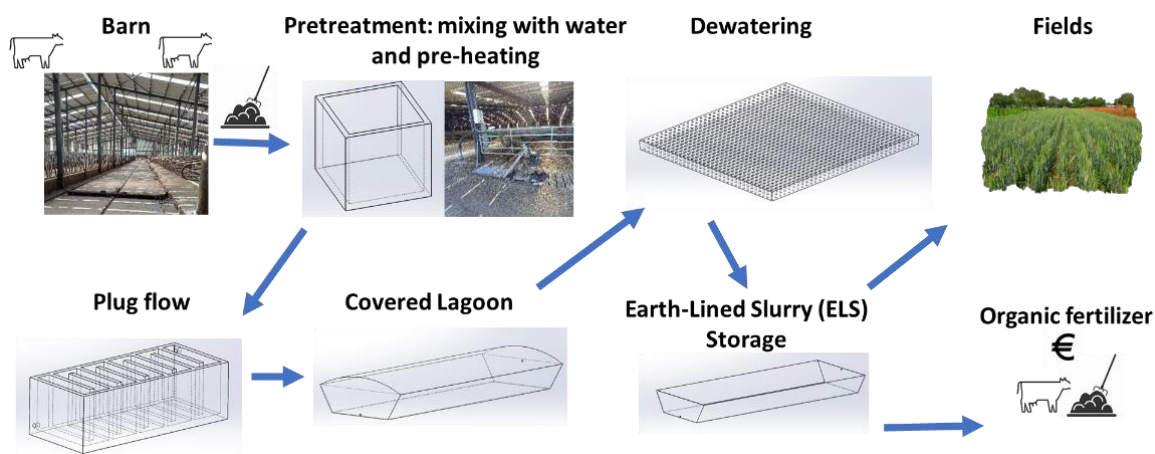 Barn
Pretreatment: mixing with water
and pre-heating
Dewatering
Fields
Plug flow
Covered Lagoon
Earth-Lined Slurry (ELS)
Storage
Organic fertilizer
€